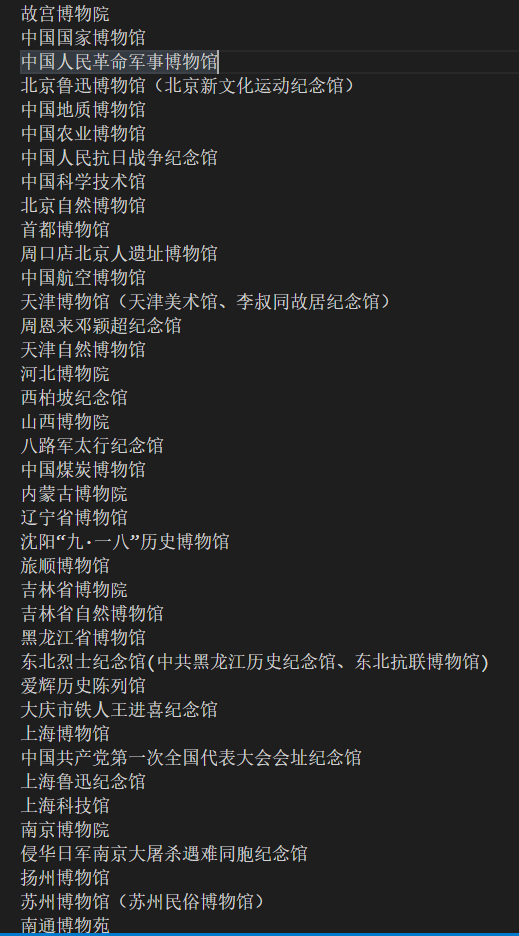 故宫博物院
中国国家博物馆
中国人民革命军事博物馆
北京鲁迅博物馆（北京新文化运动纪念馆）
中国地质博物馆
中国农业博物馆
中国人民抗日战争纪念馆
中国科学技术馆
北京自然博物馆
首都博物馆
周口店北京人遗址博物馆
中国航空博物馆
天津博物馆（天津美术馆、李叔同故居纪念馆）
周恩来邓颖超纪念馆
天津自然博物馆
河北博物院
西柏坡纪念馆
山西博物院
八路军太行纪念馆
中国煤炭博物馆
内蒙古博物院
辽宁省博物馆
沈阳“九·一八”历史博物馆
旅顺博物馆
吉林省博物院
吉林省自然博物馆
黑龙江省博物馆
东北烈士纪念馆(中共黑龙江历史纪念馆、东北抗联博物馆)
爱辉历史陈列馆
大庆市铁人王进喜纪念馆
上海博物馆
中国共产党第一次全国代表大会会址纪念馆
上海鲁迅纪念馆
上海科技馆
南京博物院
侵华日军南京大屠杀遇难同胞纪念馆
扬州博物馆
苏州博物馆（苏州民俗博物馆）
南通博物苑